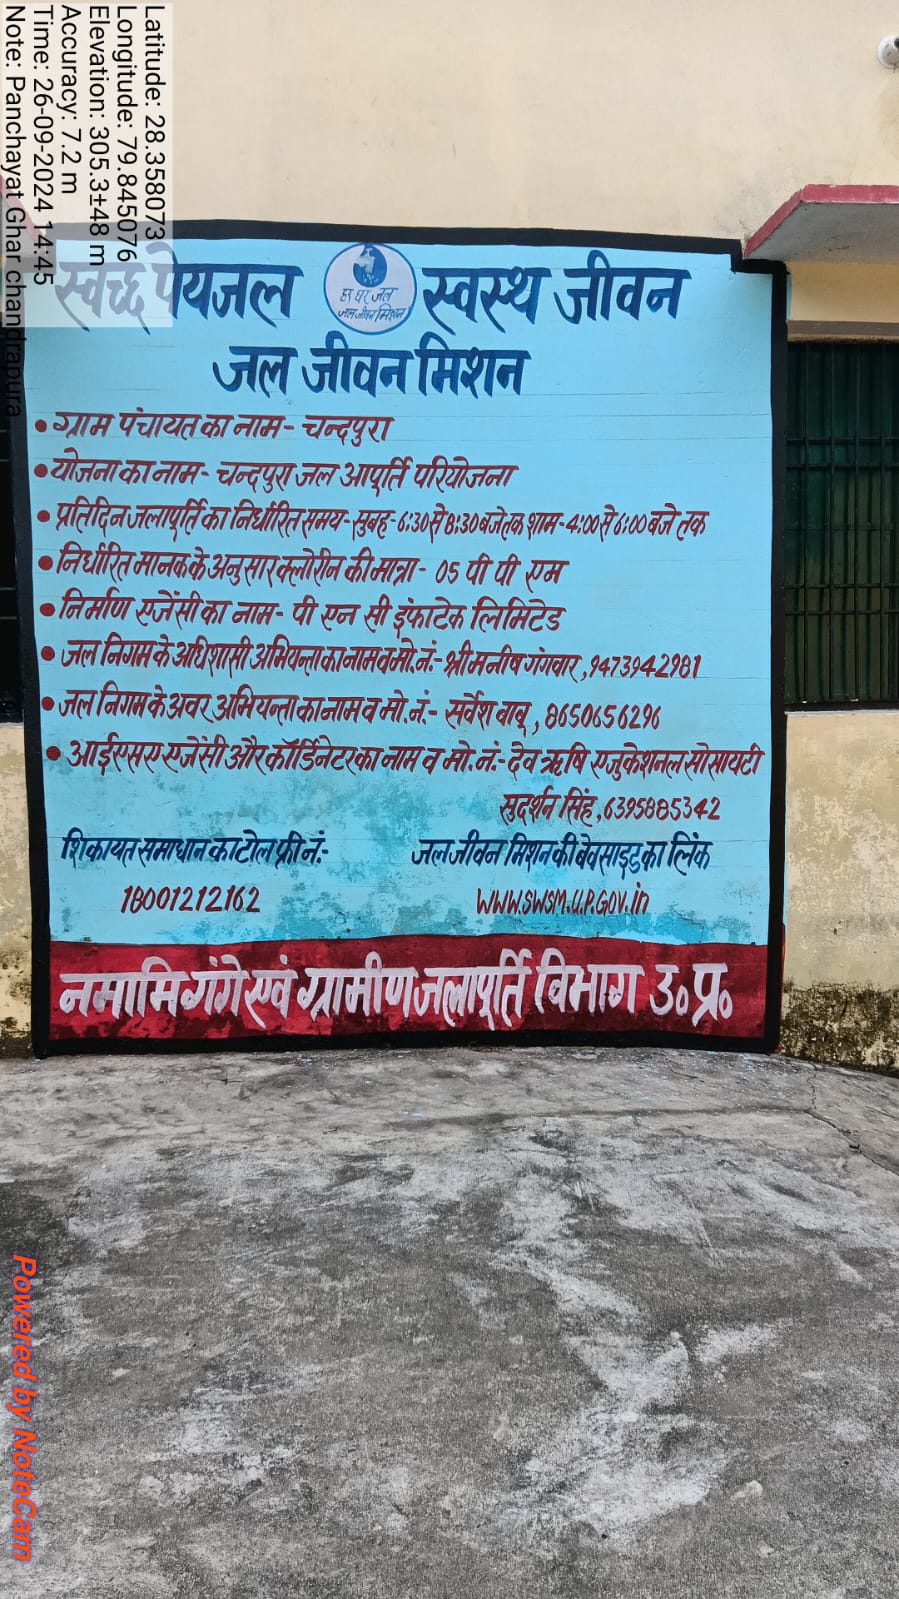 Latitude: 28.358073
Longitude: 79.845076
Elevation: 305.3±48 m
Accuracy: 7.2 m
Time: 26-09-2024 14:45
Note: Panchayat Ghar chandrapura
स्वच्छ पेयजल स्वस्थ जीवन
हर घर जल
जल जीवन मिशन
जल जीवन मिशन
• ग्राम पंचायत का नाम - चन्दपुरा
• योजना का नाम - चन्दपुरा जल आपूर्ति परियोजना
• प्रतिदिन जलापूर्ति का निर्धारित समय - सुबह - 6:30 से 8:30 बजे तक शाम - 4:00 से 6:00 बजे तक
• निर्धारित मानक के अनुसार क्लोरीन की मात्रा - 05 पी पी एम
• निर्माण एजेंसी का नाम - पी एन सी इंफाटेक लिमिटेड
• जल निगम के अधिशासी अभियन्ता का नाम व मो. नं. - श्री मनीष गंगवार, 9473942981
• जल निगम के अवर अभियन्ता का नाम व मो. नं. - सर्वेश बाबू, 8650656296
• आईएसए एजेंसी और कॉर्डिनेटर का नाम व मो. नं. - देव ऋषि एजुकेशनल सोसायटी
सुदर्शन सिंह, 6395885342
शिकायत समाधान का टोल फ्री नं. - जल जीवन मिशन की बेवसाइट का लिंक
18001212162 WWW.SWSM.U.P.GOV.in
नमामि गंगे एवं ग्रामीण जलापूर्ति विभाग उ० प्र०
Powered by NoteCam